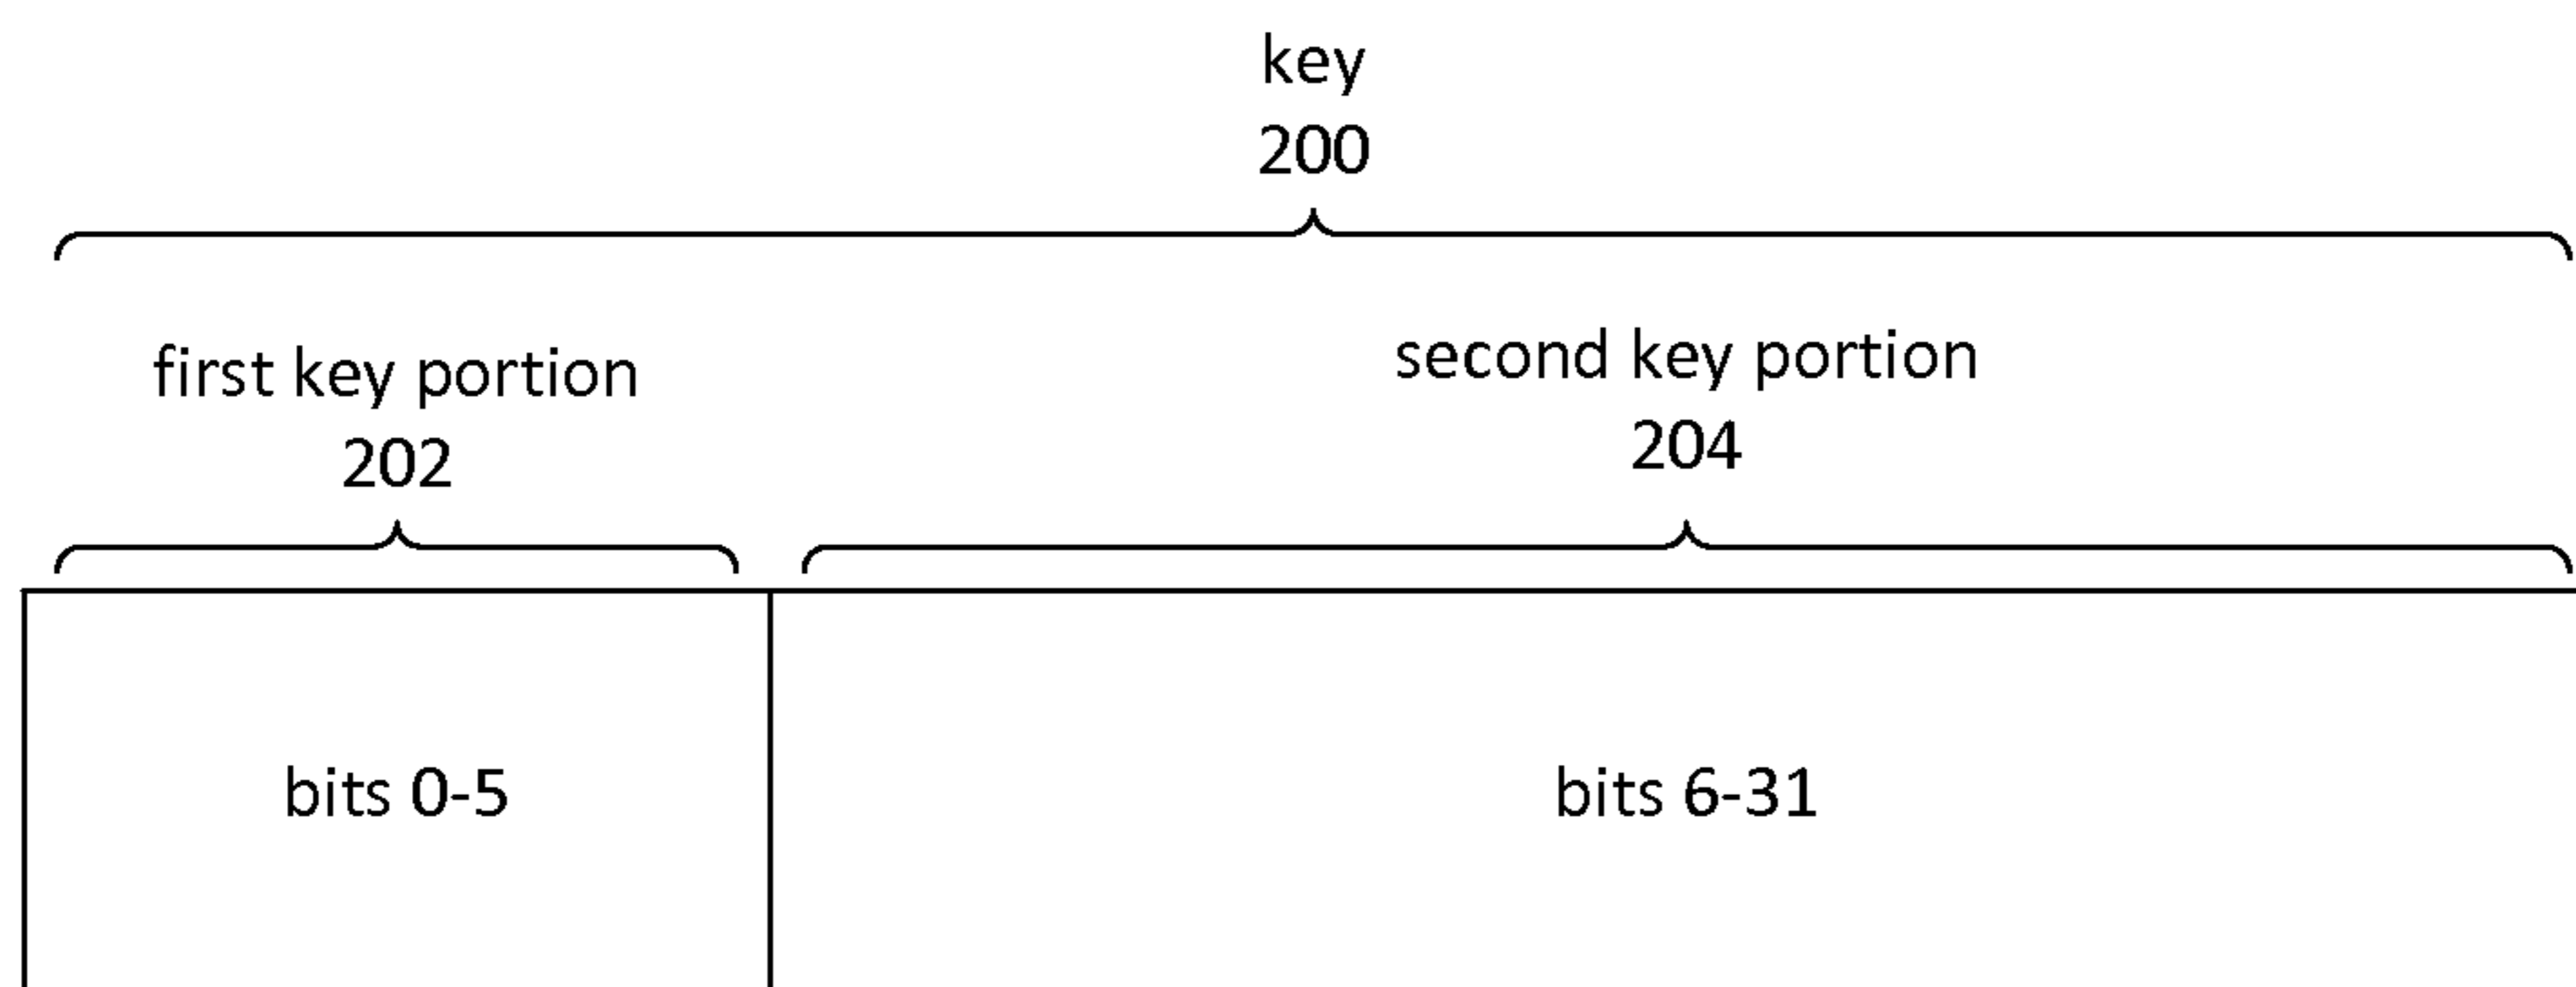 key
200
first key portion
202
second key portion
204
bits 0-5
bits 6-31